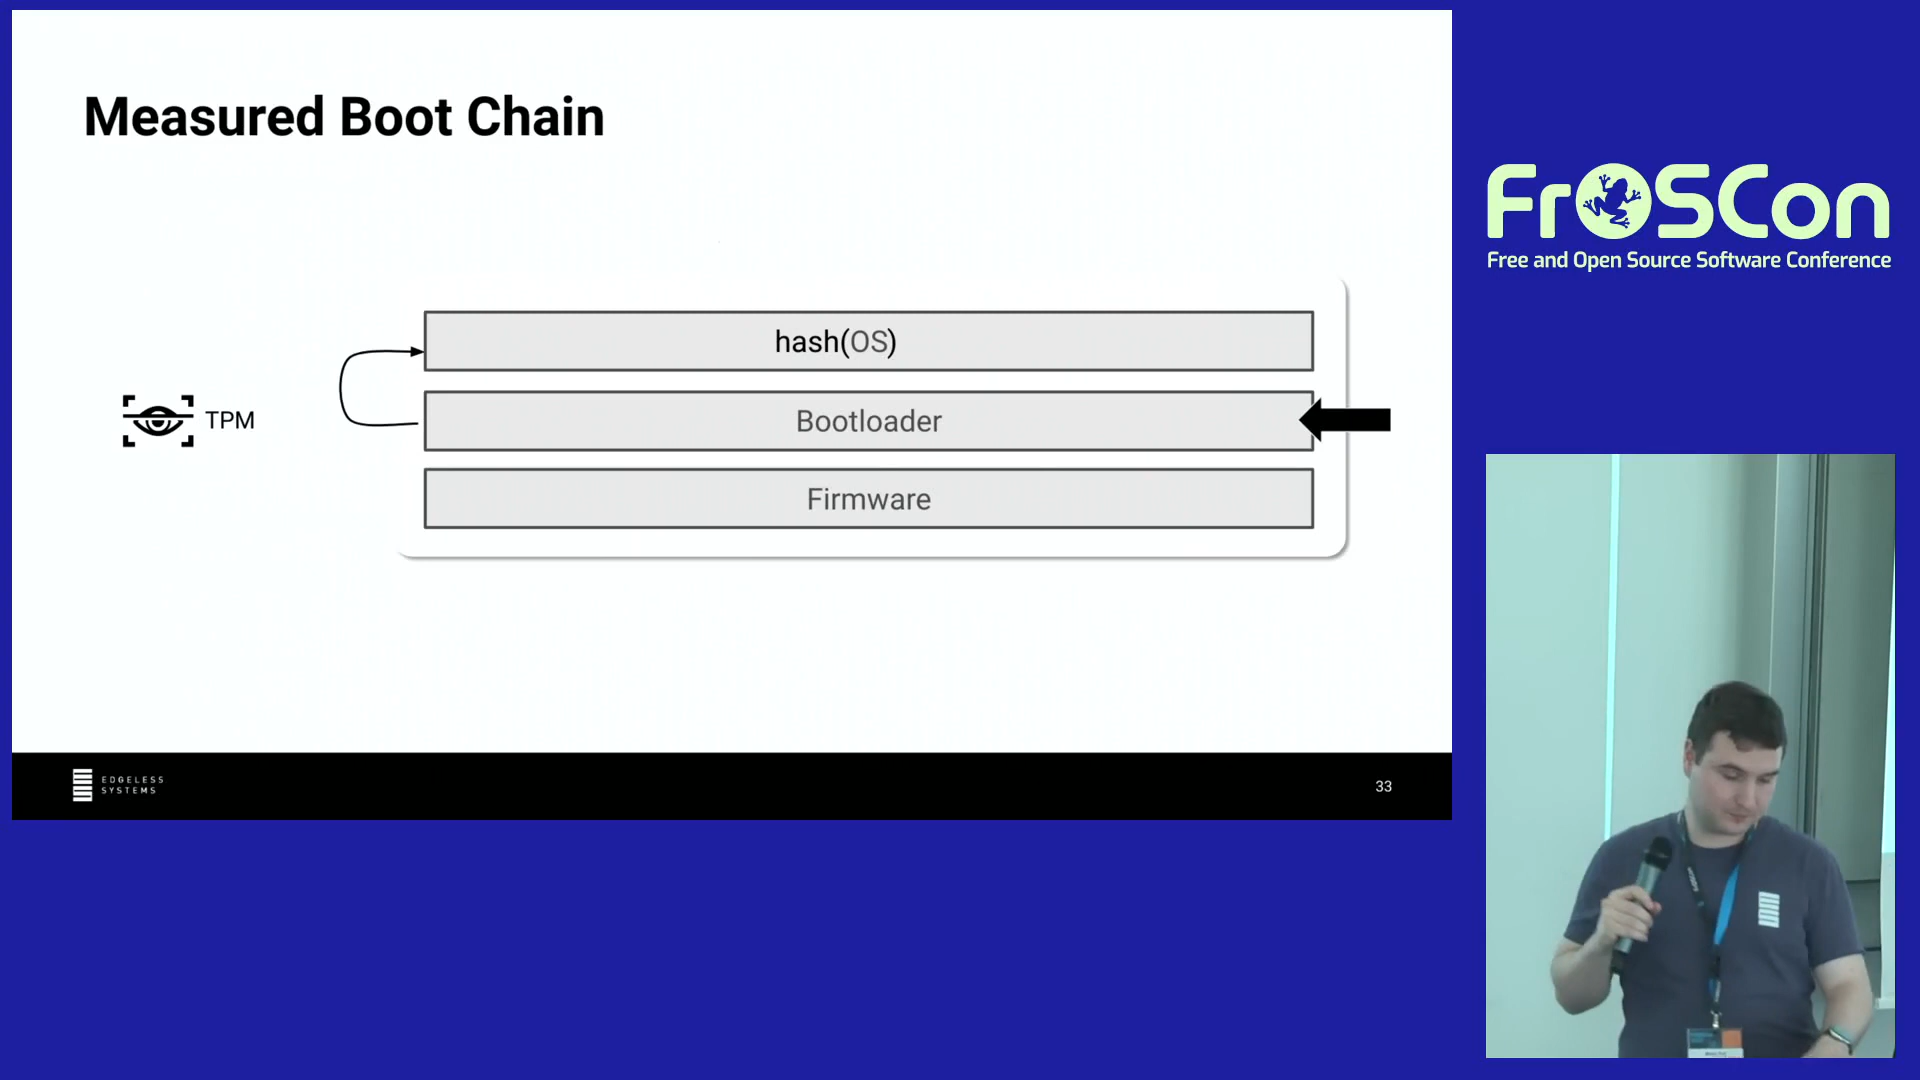 Measured Boot Chain
hash(OS)
Bootloader
TPM
Firmware
EDGELESS
SYSTEMS
33
FrOSCon
Free and Open Source Software Conference